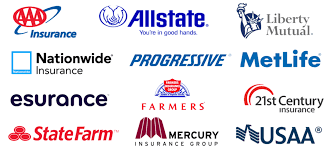 AAA
Insurance
Allstate
You're in good hands.
Liberty
Mutual
Nationwide
Insurance
PROGRESSIVE
MetLife
esurance
FARMERS
21st Century
insurance
StateFarm
MERCURY
INSURANCE GROUP
USAA